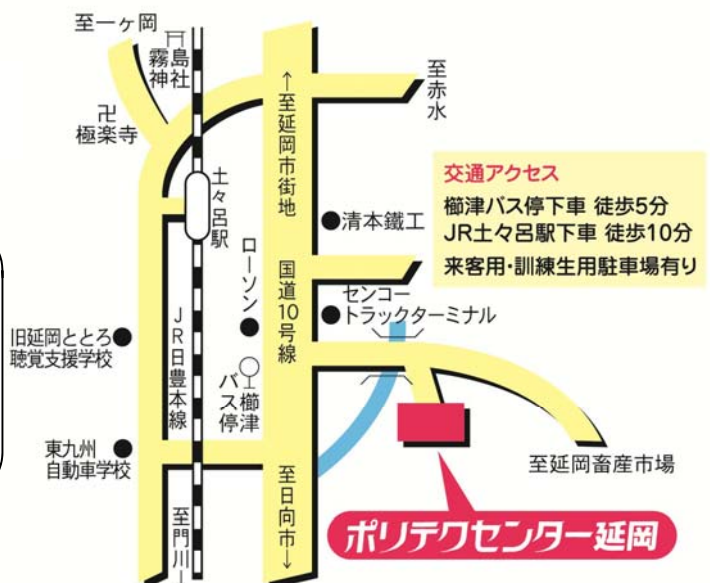 至一ヶ岡
霧島
神社
卍
極楽寺
↑至延岡市街地
至赤水
交通アクセス
櫛津バス停下車 徒歩5分
JR土々呂駅下車 徒歩10分
来客用・訓練生用駐車場有り
土々呂駅
清本鐵工
ローソン
国道10号線
センコー
トラックターミナル
旧延岡ととろ
聴覚支援学校
JR日豊本線
櫛津
バス停
東九州
自動車学校
至延岡畜産市場
至門川↓
至日向市↓
ポリテクセンター延岡